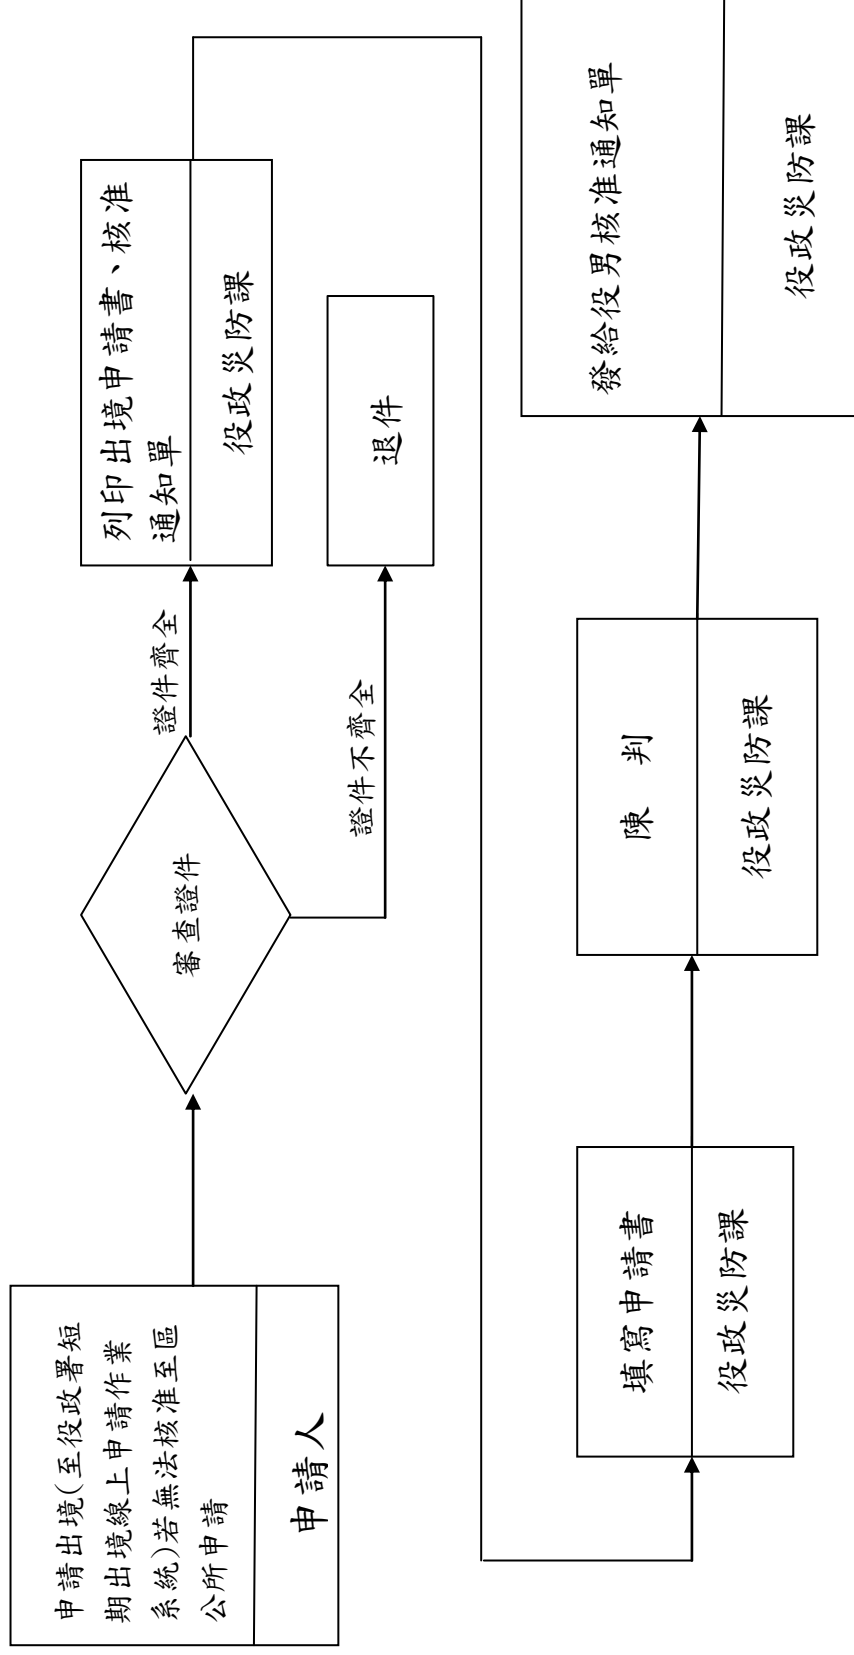 申請出境(至役政署短
期出境線上申請作業
系統)若無法核准至區
公所申請
申請人
審查證件
證件齊全
證件不齊全
列印出境申請書、核准
通知單
役政災防課
退件
填寫申請書
役政災防課
陳 判
役政災防課
發給役男核准通知單
役政災防課